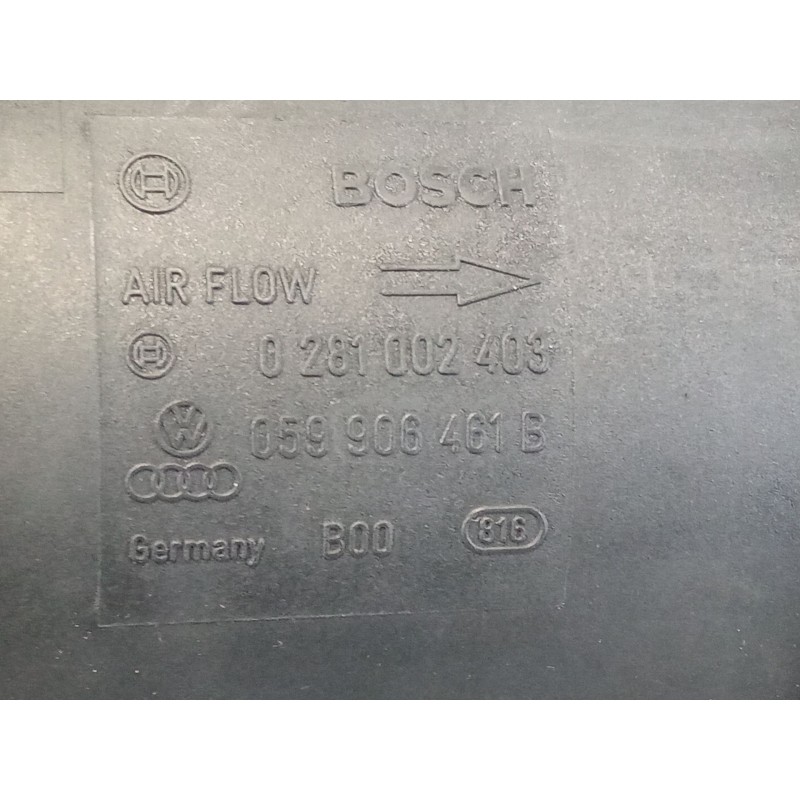 BOSCH
AIR FLOW
0 281 002 403
059 906 461 B
Germany B00 816